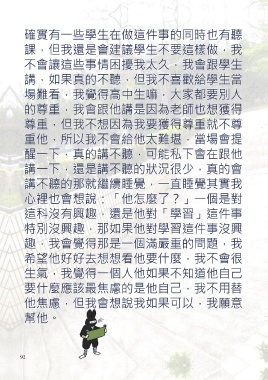 確實有一些學生在做這件事的同時也有聽
課，但我還是會建議學生不要這樣做，我
不會讓這些事情困擾我太久，我會跟學生
講，如果真的不聽，但我不喜歡給學生當
場難看，我覺得高中生嘛，大家都要別人
的尊重，我會跟他講是因為老師也想獲得
尊重，但我不想因為我要獲得尊重就不尊
重他，所以我不會給他太難堪，當場會提
醒一下，真的講不聽，可能私下會在跟他
講一下，還是講不聽的狀況很少，真的會
講不聽的那就繼續睡覺，一直睡覺其實我
心裡也會想說：「他怎麼了？」一個是對
這科沒有興趣，還是他對「學習」這件事
特別沒興趣，那如果他對學習這件事沒興
趣，我會覺得那是一個滿嚴重的問題，我
希望他好好去想想看他要什麼，我不會很
生氣，我覺得一個人他如果不知道他自己
要什麼應該最焦慮的是他自己，我不用替
他焦慮，但我會想說我如果可以，我願意
幫他。
92